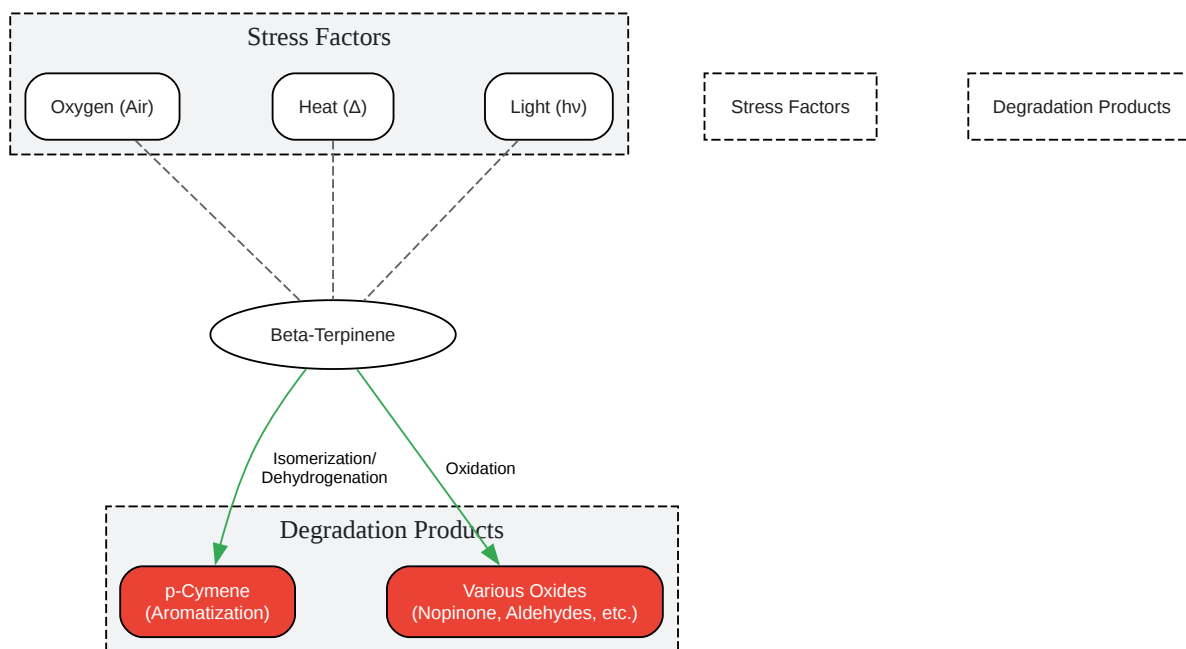 Stress Factors
Oxygen (Air)
Heat (Δ)
Light (hν)
Stress Factors
Degradation Products
Beta-Terpinene
Isomerization/
Dehydrogenation
Oxidation
Degradation Products
p-Cymene
(Aromatization)
Various Oxides
(Nopinone, Aldehydes, etc.)